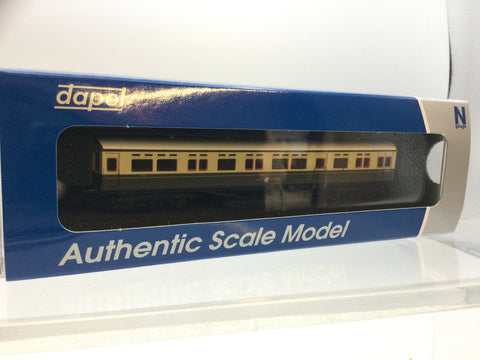 dapol
N
gauge
Authentic Scale Model